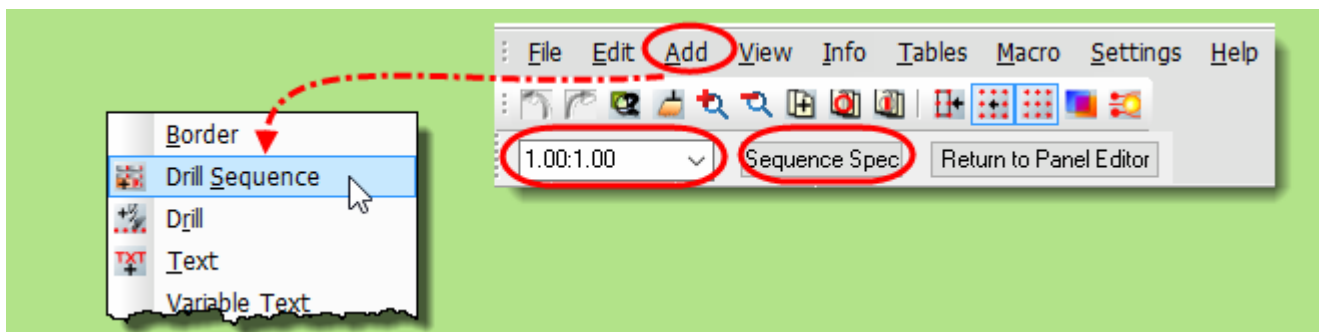 File Edit Add View Info Tables Macro Settings Help
1.00:1.00 Sequence Spec Return to Panel Editor
Border
Drill Sequence
Drill
TXT Text
Variable Text